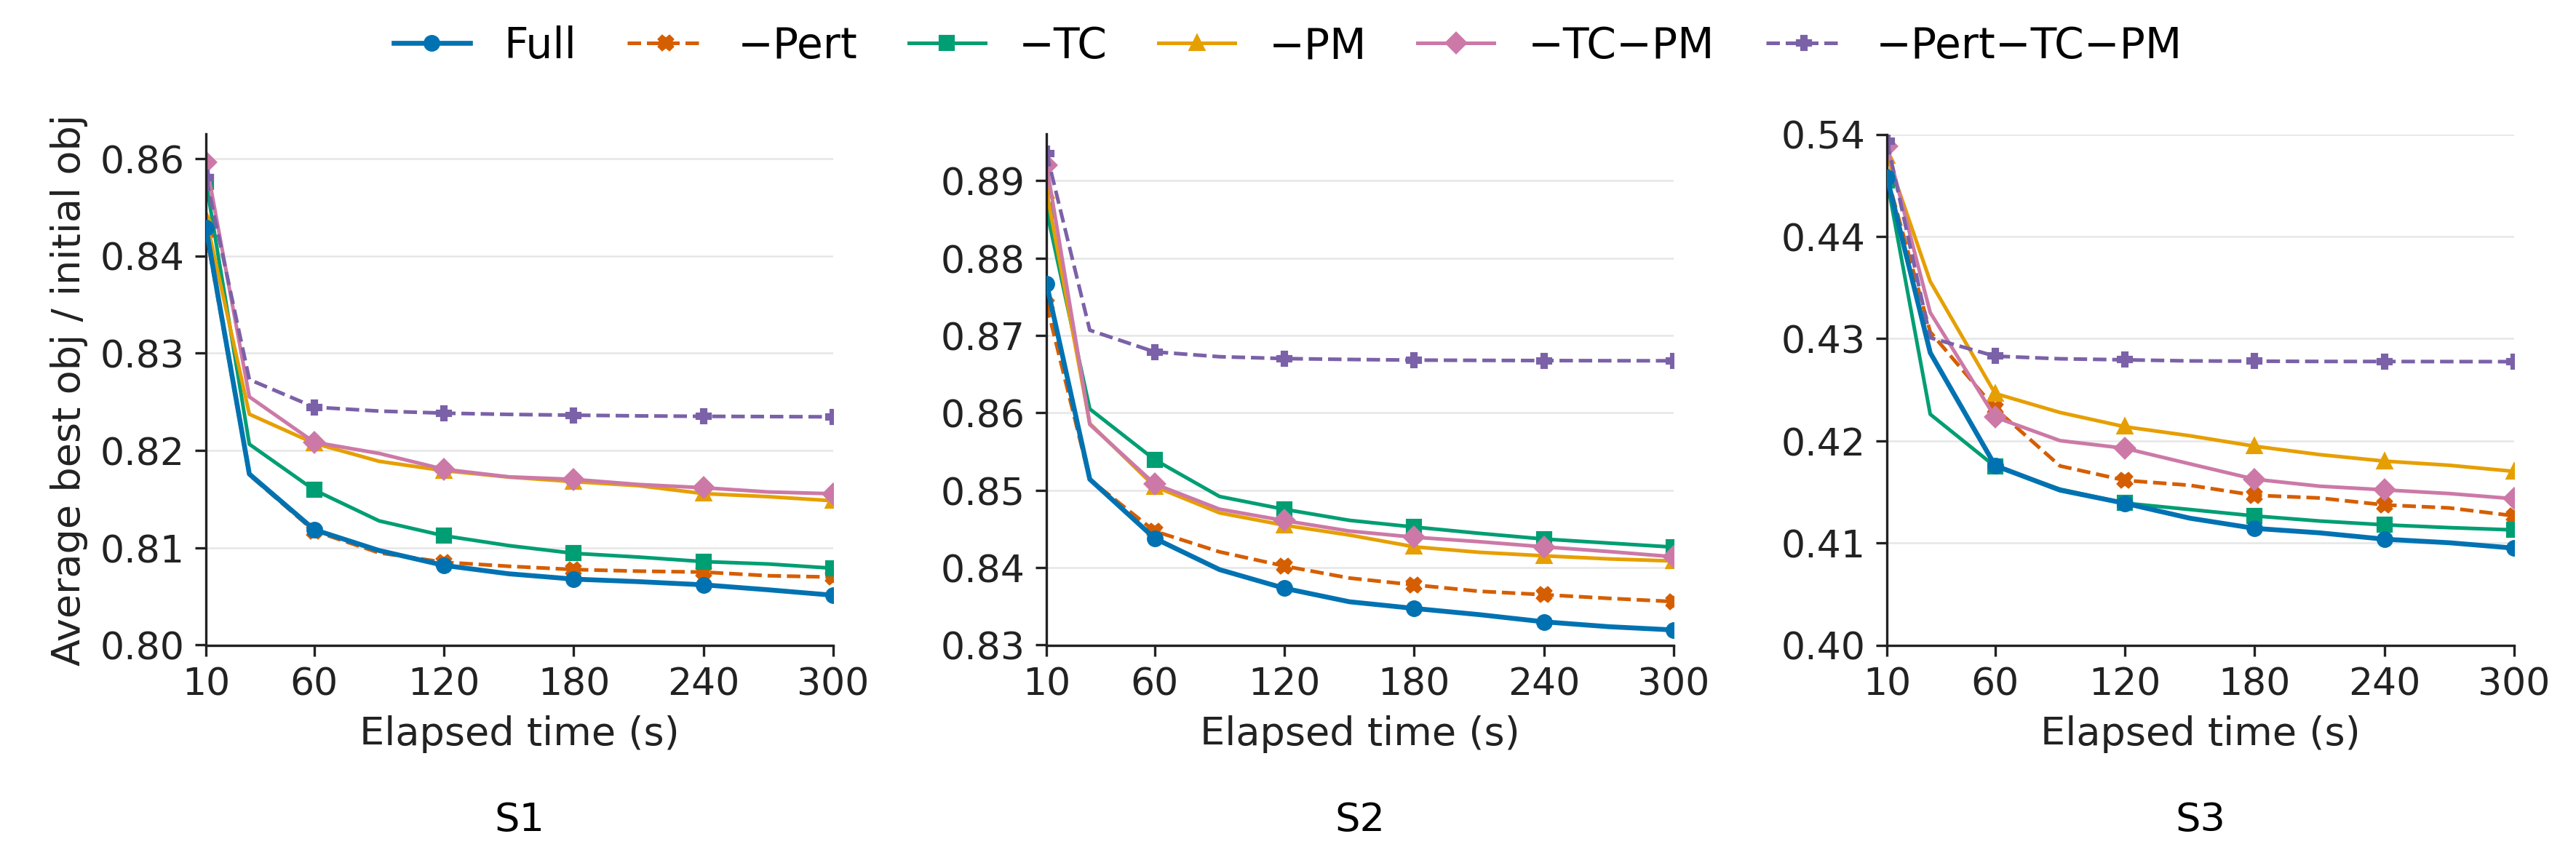 Full −Pert −TC −PM −TC−PM −Pert−TC−PM
Average best obj / initial obj
0.86
0.84
0.83
0.82
0.81
0.80
10 60 120 180 240 300
Elapsed time (s)
S1
0.89
0.88
0.87
0.86
0.85
0.84
0.83
10 60 120 180 240 300
Elapsed time (s)
S2
0.54
0.44
0.43
0.42
0.41
0.40
10 60 120 180 240 300
Elapsed time (s)
S3